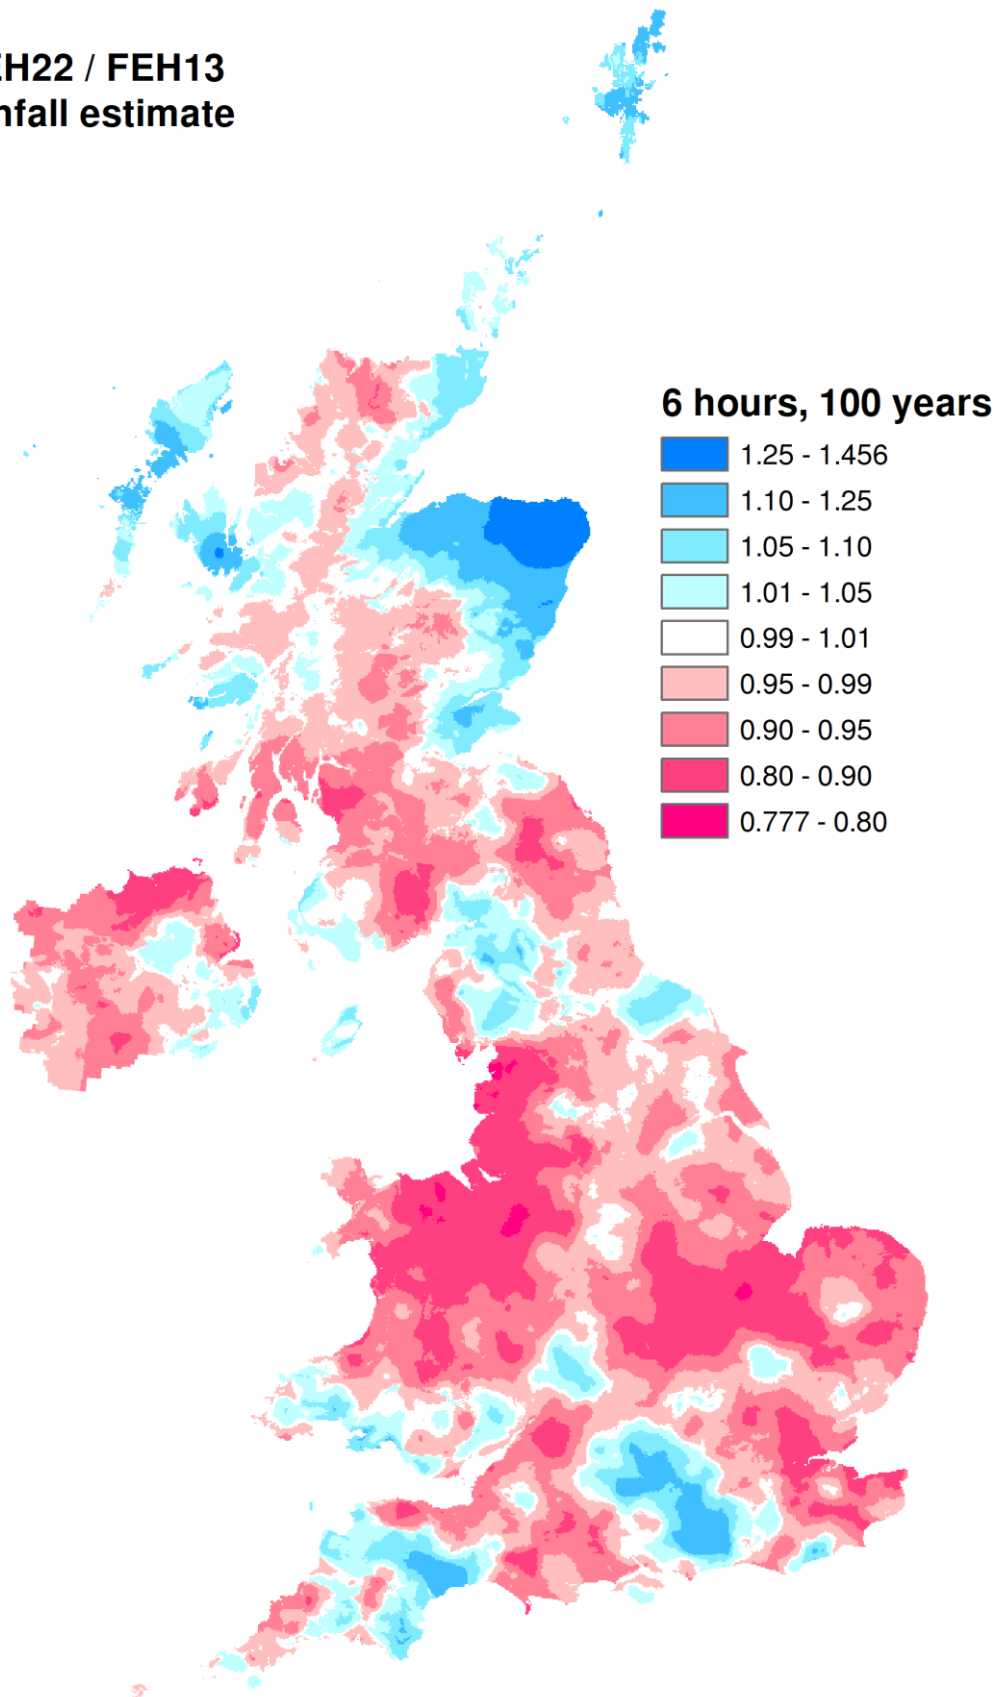 EH22 / FEH13
nfall estimate
6 hours, 100 years
1.25 - 1.456
1.10 - 1.25
1.05 - 1.10
1.01 - 1.05
0.99 - 1.01
0.95 - 0.99
0.90 - 0.95
0.80 - 0.90
0.777 - 0.80